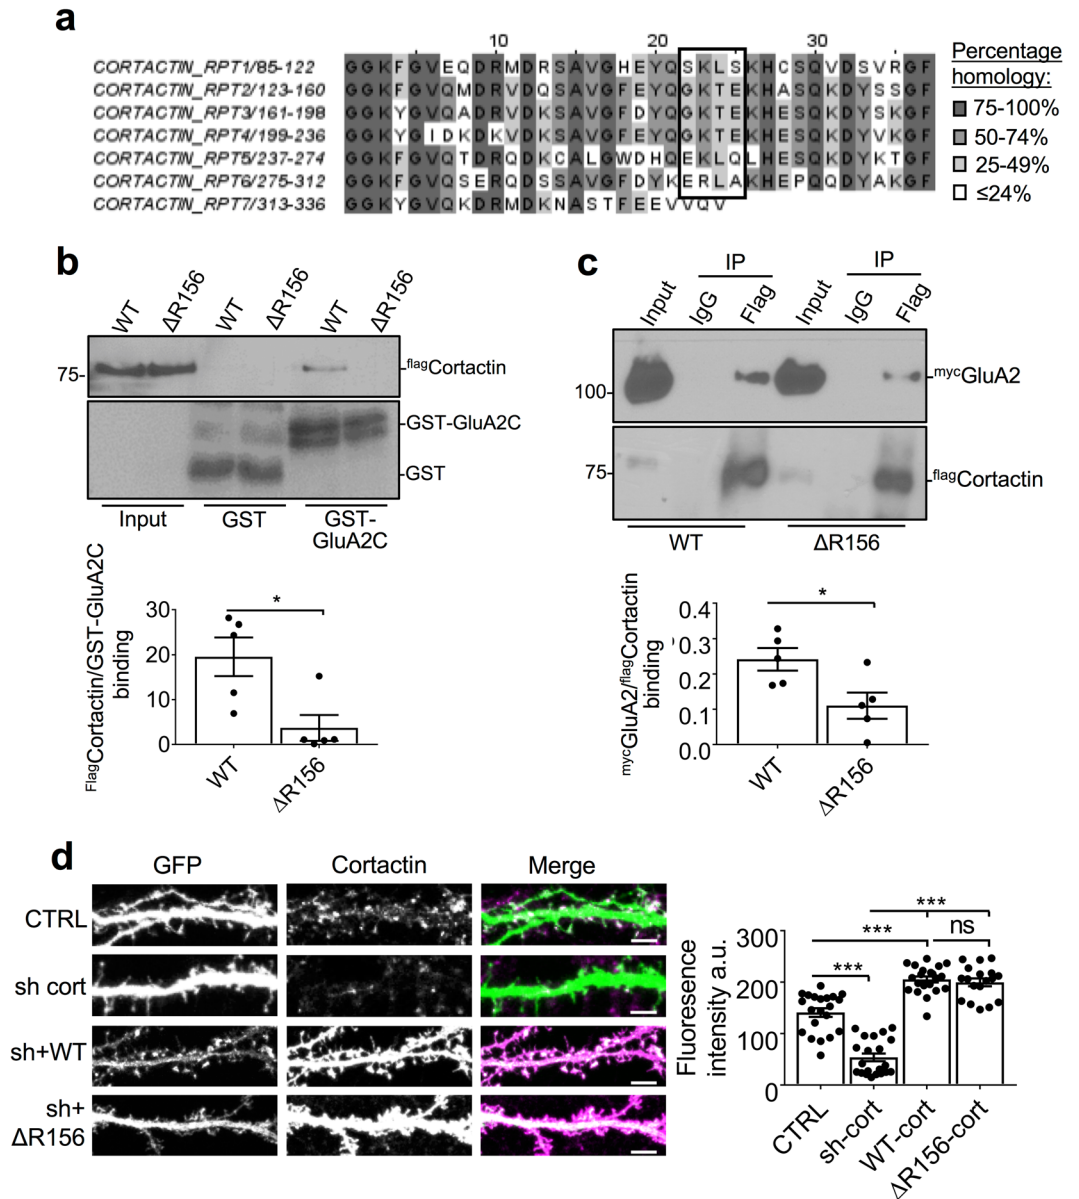 a
10 20 30
CORTACTIN_RPT1/85-122 GGKFGVEQDRMDRSAVGHEYQSKLSKHCSQVDSVRGF
CORTACTIN_RPT2/123-160 GGKFGVQMDRVDQSAVGFEYQGKTEKHASQKDYSSGF
CORTACTIN_RPT3/161-198 GGKYGVQADRVDKSAVGFDYQGKTEKHESQKDYSRGF
CORTACTIN_RPT4/199-236 GGKYGIDKDKVDKSAVGFEYQGKTEKHESQKDYVKGF
CORTACTIN_RPT5/237-274 GGKFGVQTDRQDKCALGWDHQEKLQLHESQKDYKTGF
CORTACTIN_RPT6/275-312 GGKFGVQSERQDSSAVGFDYKERLAKHEPQQDYAKGF
CORTACTIN_RPT7/313-336 GGKYGVQKDRMDKNASTFEEVVQV
Percentage
homology:
75-100%
50-74%
25-49%
≤24%
b
WT ΔR156 WT ΔR156 WT ΔR156
75-
flagCortactin
GST-GluA2C
GST
Input GST GST-
GluA2C
FlagCortactin/GST-GluA2C
binding
30
20
10
0
*
WT ΔR156
c
IP IP
Input IgG Flag Input IgG Flag
100-
mycGluA2
75-
flagCortactin
WT ΔR156
mycGluA2/flagCortactin
binding
0.4
0.3
0.2
0.1
0.0
*
WT ΔR156
d
GFP Cortactin Merge
CTRL
sh cort
sh+WT
sh+
ΔR156
Fluoresence
intensity a.u.
300
200
100
0
***
***
ns
***
CTRL sh-cort WT-cort ΔR156-cort